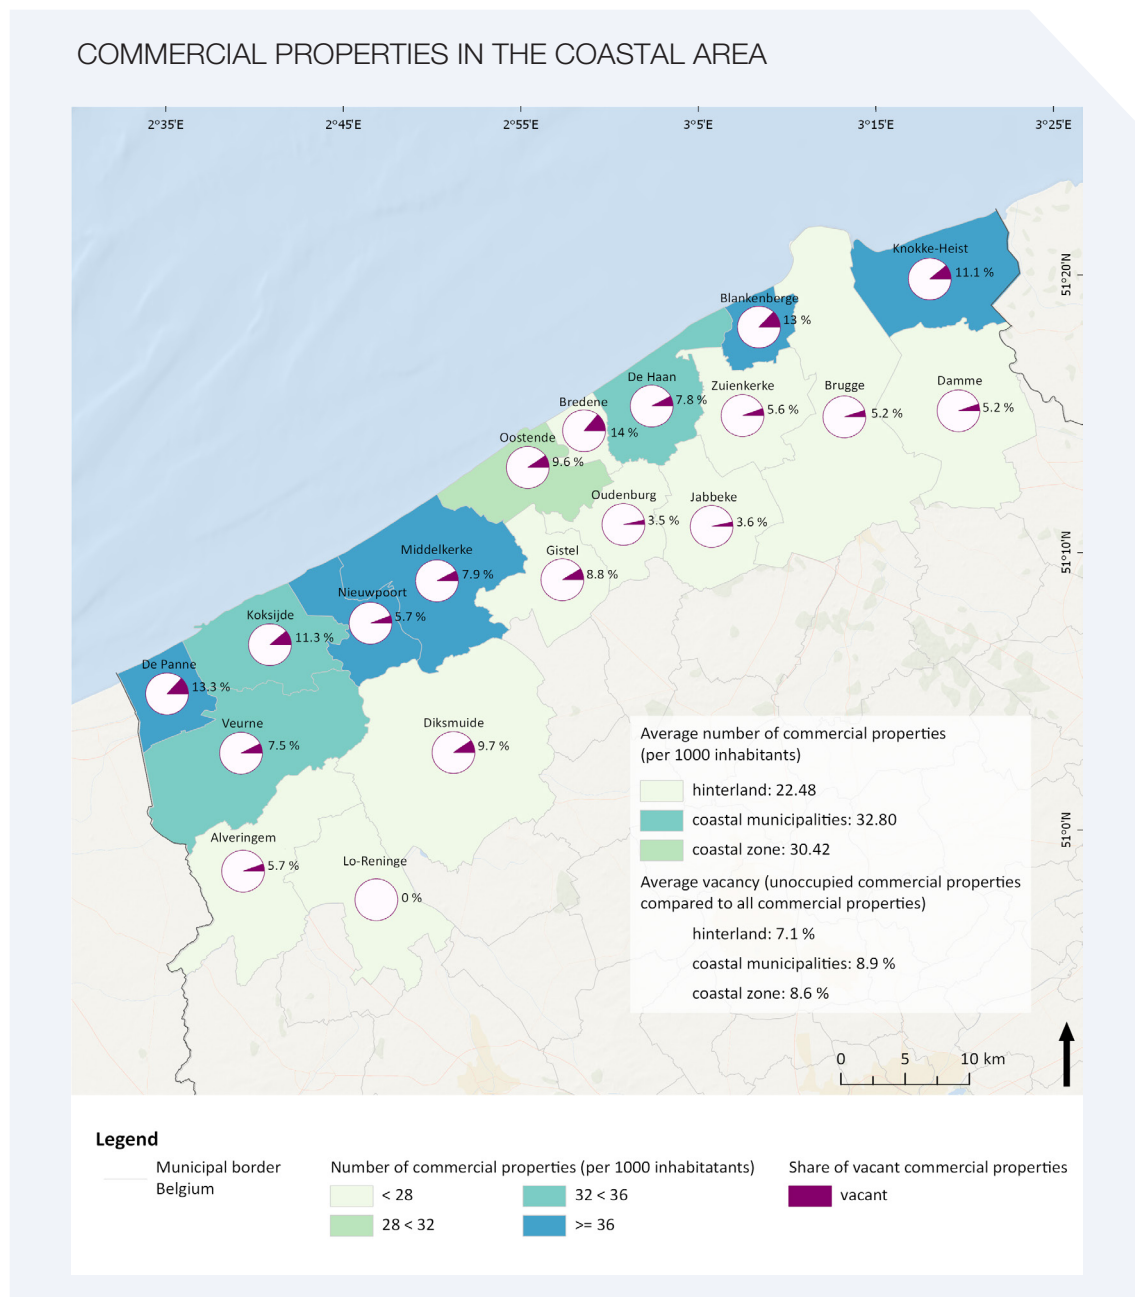 COMMERCIAL PROPERTIES IN THE COASTAL AREA
2°35'E
2°45'E
2°55'E
3°5'E
3°15'E
3°25'E
51°20'N
51°10'N
51°0'N
Knokke-Heist
11.1 %
Blankenberge
13 %
De Haan
7.8 %
Zuienkerke
5.6 %
Brugge
5.2 %
Damme
5.2 %
Bredene
14 %
Oostende
9.6 %
Oudenburg
3.5 %
Jabbeke
3.6 %
Middelkerke
7.9 %
Gistel
8.8 %
Nieuwpoort
5.7 %
Koksijde
11.3 %
De Panne
13.3 %
Veurne
7.5 %
Diksmuide
9.7 %
Alveringem
5.7 %
Lo-Reninge
0 %
Average number of commercial properties
(per 1000 inhabitants)
hinterland: 22.48
coastal municipalities: 32.80
coastal zone: 30.42
Average vacancy (unoccupied commercial properties
compared to all commercial properties)
hinterland: 7.1 %
coastal municipalities: 8.9 %
coastal zone: 8.6 %
0 5 10 km
Legend
Municipal border
Belgium
Number of commercial properties (per 1000 inhabitatants)
< 28
28 < 32
32 < 36
>= 36
Share of vacant commercial properties
vacant